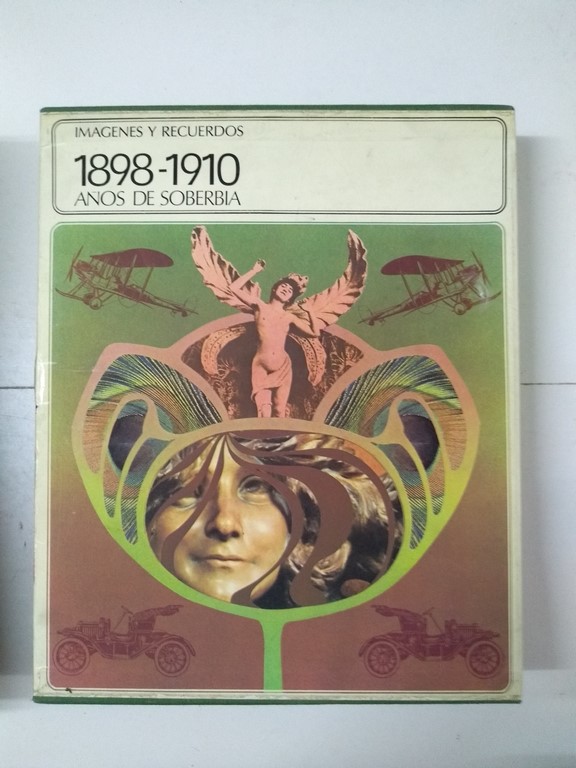 IMAGENES Y RECUERDOS
1898-1910
AÑOS DE SOBERBIA